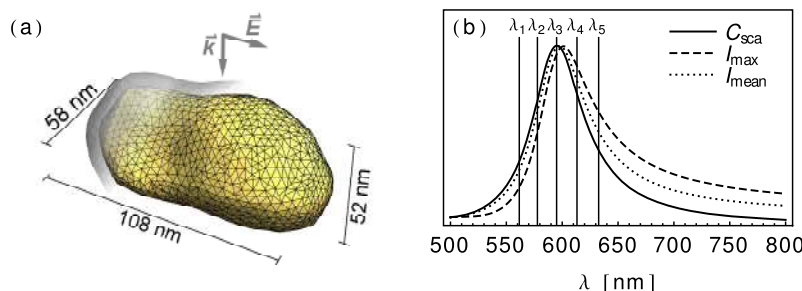 (a)
k⃗
E⃗
58 nm
108 nm
52 nm
(b)
λ1 λ2 λ3 λ4 λ5
Csca
Imax
Imean
500 550 600 650 700 750 800
λ [nm]